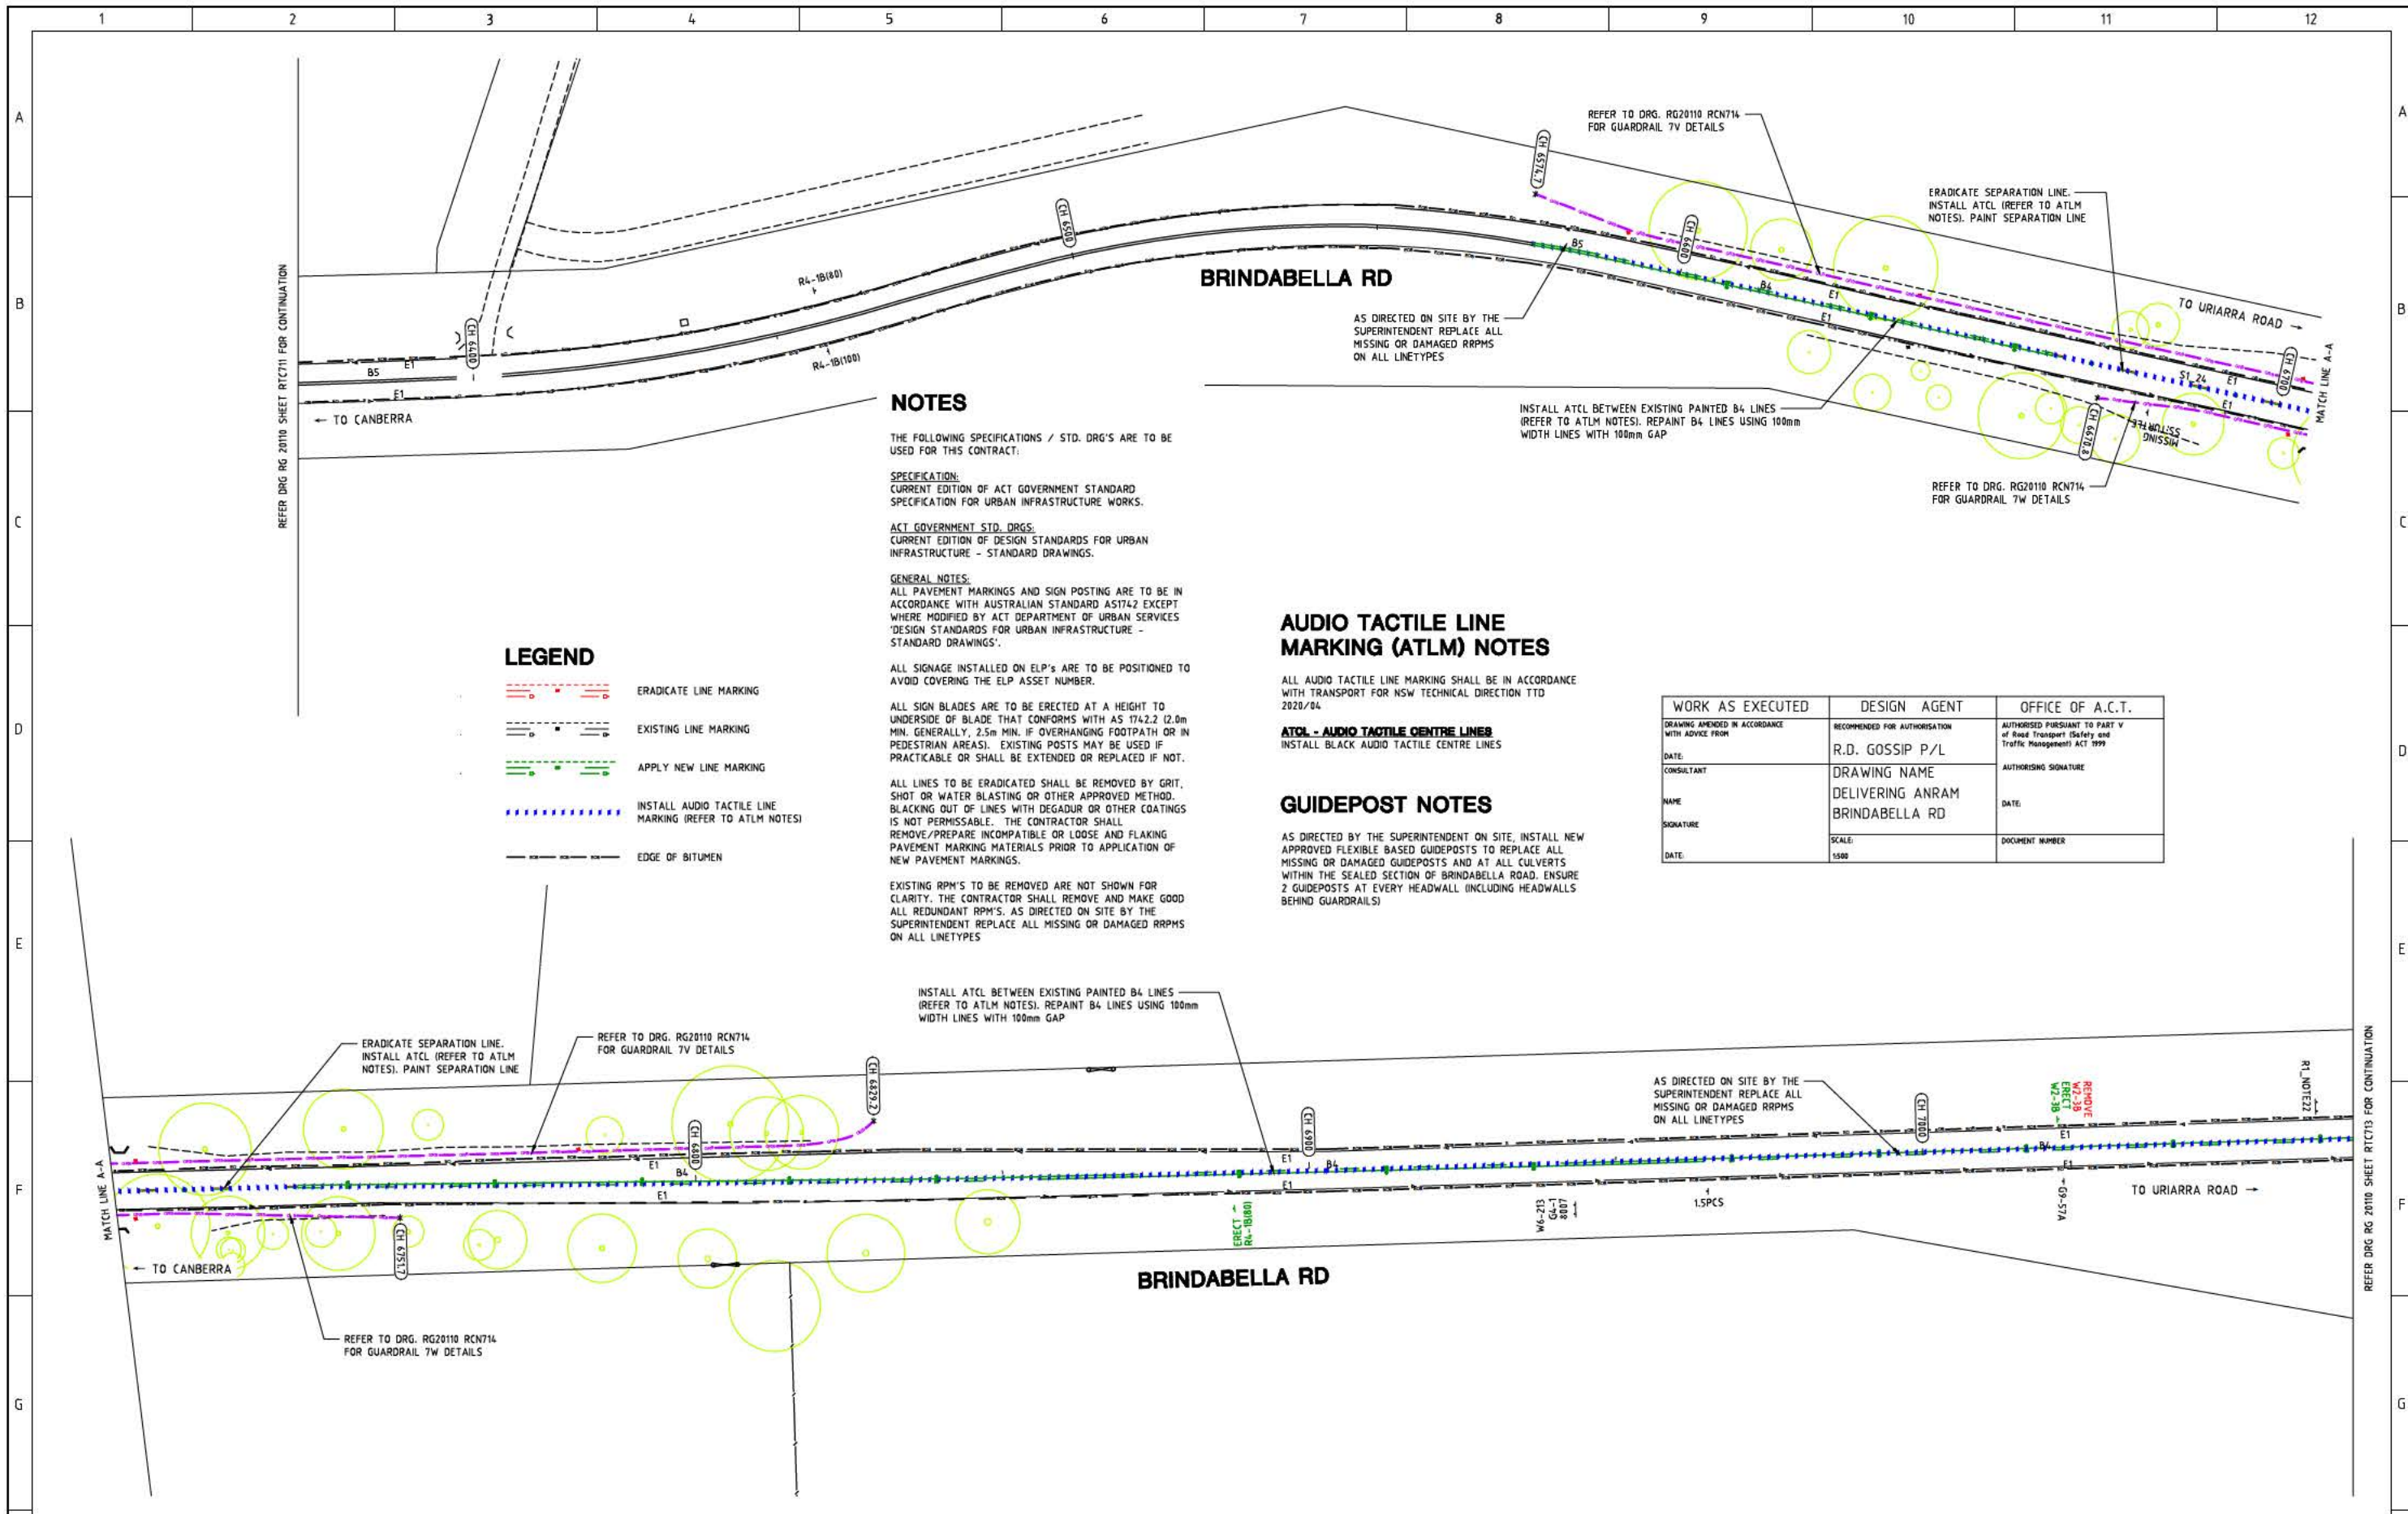 1 2 3 4 5 6 7 8 9 10 11 12
A
A
B
B
C
C
D
D
E
E
F
F
G
G
REFER DRG RG 20110 SHEET RTC711 FOR CONTINUATION
CH 6400
B5
E1
E1
← TO CANBERRA
R4-1B(80)
R4-1B(100)
CH 6500
BRINDABELLA RD
CH 6574.7
REFER TO DRG. RG20110 RCN714
FOR GUARDRAIL 7V DETAILS
B5
CH 6600
B4
E1
E1
AS DIRECTED ON SITE BY THE
SUPERINTENDENT REPLACE ALL
MISSING OR DAMAGED RRPMS
ON ALL LINETYPES
ERADICATE SEPARATION LINE.
INSTALL ATCL (REFER TO ATLM
NOTES). PAINT SEPARATION LINE
TO URIARRA ROAD →
S1_24
E1
E1
CH 6700
MATCH LINE A-A
INSTALL ATCL BETWEEN EXISTING PAINTED B4 LINES
(REFER TO ATLM NOTES). REPAINT B4 LINES USING 100mm
WIDTH LINES WITH 100mm GAP
CH 6670.8
MISSING
SS:TURTLE
REFER TO DRG. RG20110 RCN714
FOR GUARDRAIL 7W DETAILS
NOTES
THE FOLLOWING SPECIFICATIONS / STD. DRG'S ARE TO BE
USED FOR THIS CONTRACT:
SPECIFICATION:
CURRENT EDITION OF ACT GOVERNMENT STANDARD
SPECIFICATION FOR URBAN INFRASTRUCTURE WORKS.
ACT GOVERNMENT STD. DRGS:
CURRENT EDITION OF DESIGN STANDARDS FOR URBAN
INFRASTRUCTURE - STANDARD DRAWINGS.
GENERAL NOTES:
ALL PAVEMENT MARKINGS AND SIGN POSTING ARE TO BE IN
ACCORDANCE WITH AUSTRALIAN STANDARD AS1742 EXCEPT
WHERE MODIFIED BY ACT DEPARTMENT OF URBAN SERVICES
'DESIGN STANDARDS FOR URBAN INFRASTRUCTURE -
STANDARD DRAWINGS'.
ALL SIGNAGE INSTALLED ON ELP's ARE TO BE POSITIONED TO
AVOID COVERING THE ELP ASSET NUMBER.
ALL SIGN BLADES ARE TO BE ERECTED AT A HEIGHT TO
UNDERSIDE OF BLADE THAT CONFORMS WITH AS 1742.2 (2.0m
MIN. GENERALLY, 2.5m MIN. IF OVERHANGING FOOTPATH OR IN
PEDESTRIAN AREAS). EXISTING POSTS MAY BE USED IF
PRACTICABLE OR SHALL BE EXTENDED OR REPLACED IF NOT.
ALL LINES TO BE ERADICATED SHALL BE REMOVED BY GRIT,
SHOT OR WATER BLASTING OR OTHER APPROVED METHOD.
BLACKING OUT OF LINES WITH DEGADUR OR OTHER COATINGS
IS NOT PERMISSABLE. THE CONTRACTOR SHALL
REMOVE/PREPARE INCOMPATIBLE OR LOOSE AND FLAKING
PAVEMENT MARKING MATERIALS PRIOR TO APPLICATION OF
NEW PAVEMENT MARKINGS.
EXISTING RPM'S TO BE REMOVED ARE NOT SHOWN FOR
CLARITY. THE CONTRACTOR SHALL REMOVE AND MAKE GOOD
ALL REDUNDANT RPM'S. AS DIRECTED ON SITE BY THE
SUPERINTENDENT REPLACE ALL MISSING OR DAMAGED RRPMS
ON ALL LINETYPES
LEGEND
ERADICATE LINE MARKING
EXISTING LINE MARKING
APPLY NEW LINE MARKING
INSTALL AUDIO TACTILE LINE
MARKING (REFER TO ATLM NOTES)
EDGE OF BITUMEN
AUDIO TACTILE LINE
MARKING (ATLM) NOTES
ALL AUDIO TACTILE LINE MARKING SHALL BE IN ACCORDANCE
WITH TRANSPORT FOR NSW TECHNICAL DIRECTION TTD
2020/04
ATCL - AUDIO TACTILE CENTRE LINES
INSTALL BLACK AUDIO TACTILE CENTRE LINES
GUIDEPOST NOTES
AS DIRECTED BY THE SUPERINTENDENT ON SITE, INSTALL NEW
APPROVED FLEXIBLE BASED GUIDEPOSTS TO REPLACE ALL
MISSING OR DAMAGED GUIDEPOSTS AND AT ALL CULVERTS
WITHIN THE SEALED SECTION OF BRINDABELLA ROAD. ENSURE
2 GUIDEPOSTS AT EVERY HEADWALL (INCLUDING HEADWALLS
BEHIND GUARDRAILS)
WORK AS EXECUTED
DRAWING AMENDED IN ACCORDANCE
WITH ADVICE FROM
DATE:
CONSULTANT
NAME
SIGNATURE
DATE:
DESIGN AGENT
RECOMMENDED FOR AUTHORISATION
R.D. GOSSIP P/L
DRAWING NAME
DELIVERING ANRAM
BRINDABELLA RD
SCALE:
1:500
OFFICE OF A.C.T.
AUTHORISED PURSUANT TO PART V
of Road Transport (Safety and
Traffic Management) ACT 1999
AUTHORISING SIGNATURE
DATE:
DOCUMENT NUMBER
MATCH LINE A-A
ERADICATE SEPARATION LINE.
INSTALL ATCL (REFER TO ATLM
NOTES). PAINT SEPARATION LINE
REFER TO DRG. RG20110 RCN714
FOR GUARDRAIL 7V DETAILS
CH 6829.2
CH 6800
E1
B4
E1
CH 6751.7
← TO CANBERRA
REFER TO DRG. RG20110 RCN714
FOR GUARDRAIL 7W DETAILS
INSTALL ATCL BETWEEN EXISTING PAINTED B4 LINES
(REFER TO ATLM NOTES). REPAINT B4 LINES USING 100mm
WIDTH LINES WITH 100mm GAP
CH 6900
E1
B4
E1
ERECT
R4-1B(80)
BRINDABELLA RD
W6-213
G4-1
8007
1.5PCS
AS DIRECTED ON SITE BY THE
SUPERINTENDENT REPLACE ALL
MISSING OR DAMAGED RRPMS
ON ALL LINETYPES
CH 7000
REMOVE
W2-3B
ERECT
W2-3B
E1
B4
E1
G9-57A
R1_NOTE22
TO URIARRA ROAD →
REFER DRG RG 20110 SHEET RTC713 FOR CONTINUATION